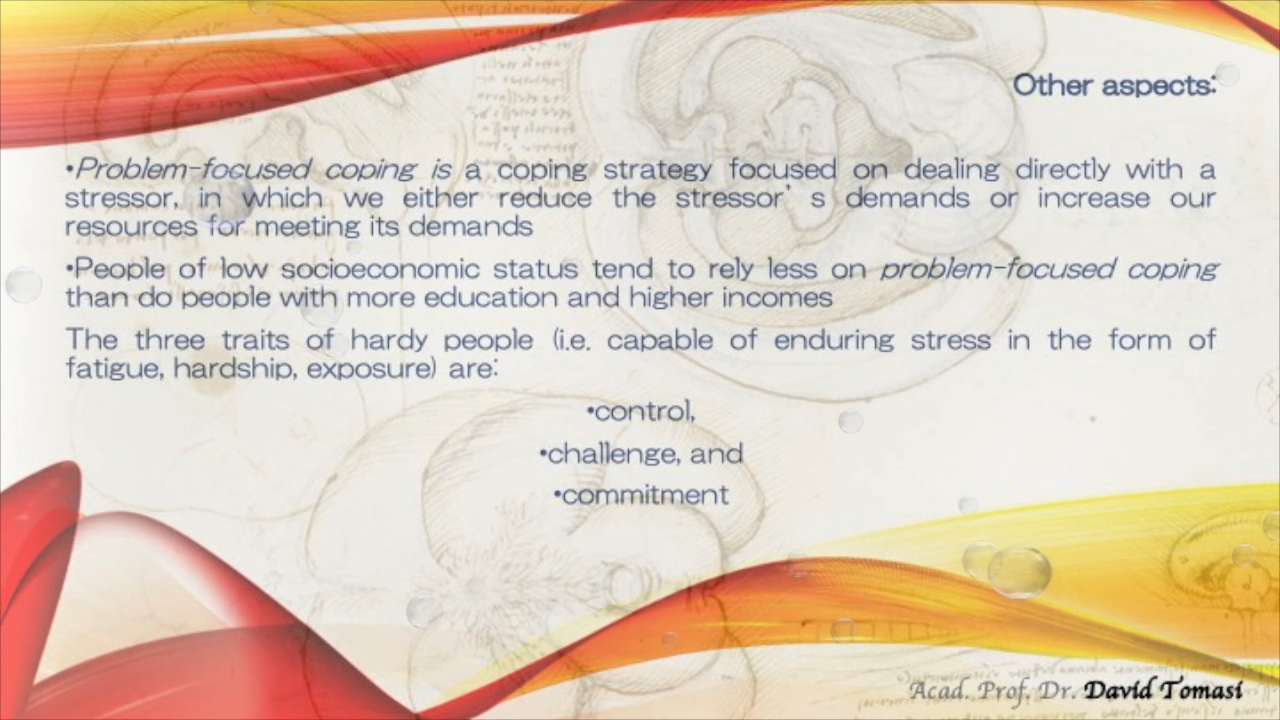 Other aspects:
•Problem-focused coping is a coping strategy focused on dealing directly with a
stressor, in which we either reduce the stressor's demands or increase our
resources for meeting its demands
•People of low socioeconomic status tend to rely less on problem-focused coping
than do people with more education and higher incomes
The three traits of hardy people (i.e. capable of enduring stress in the form of
fatigue, hardship, exposure) are:
•control,
•challenge, and
•commitment
Acad. Prof. Dr. David Tomasi